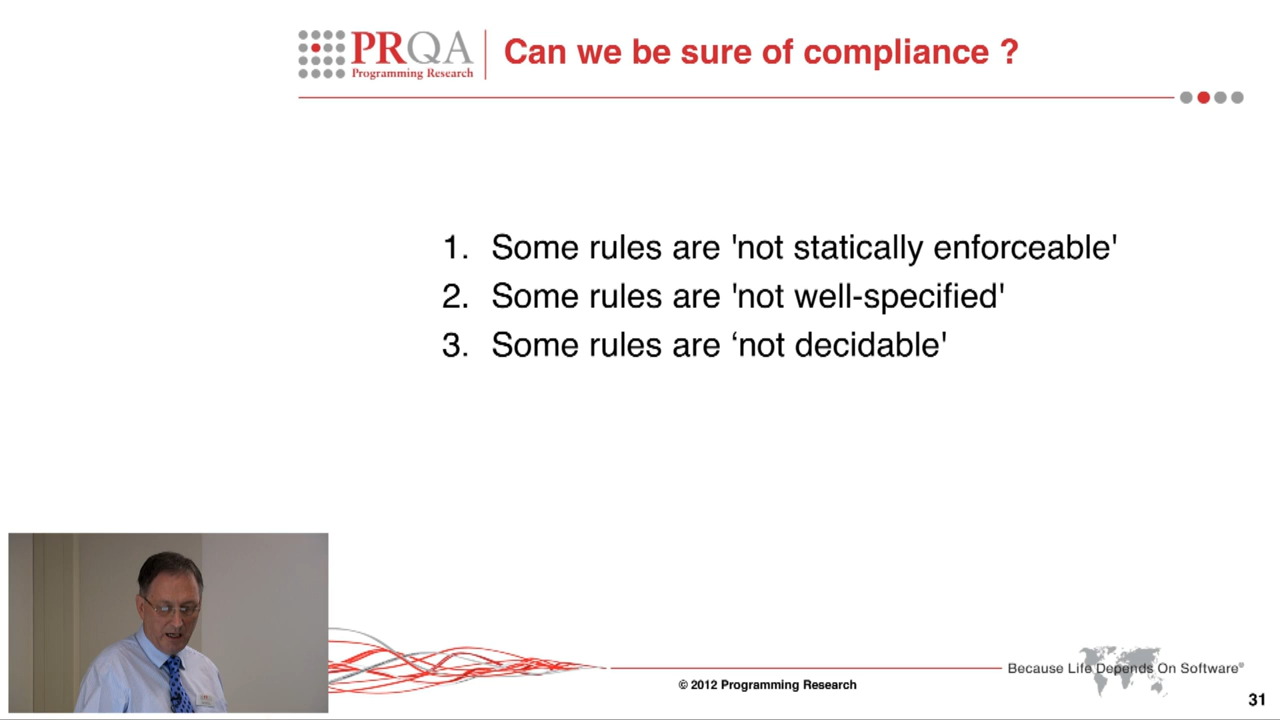 PRQA
Programming Research
Can we be sure of compliance ?
1. Some rules are 'not statically enforceable'
2. Some rules are 'not well-specified'
3. Some rules are ‘not decidable'
Because Life Depends On Software®
© 2012 Programming Research
31